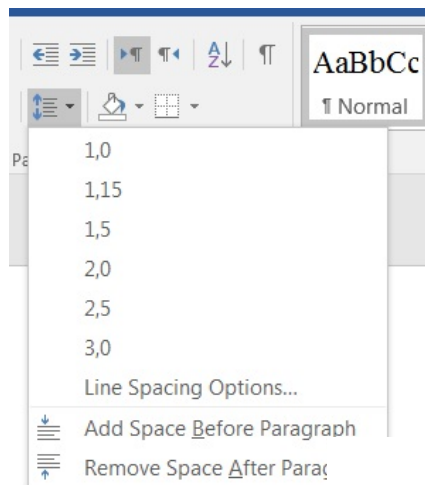 AaBbCc
¶ Normal
Pa
1,0
1,15
1,5
2,0
2,5
3,0
Line Spacing Options...
Add Space Before Paragraph
Remove Space After Parag